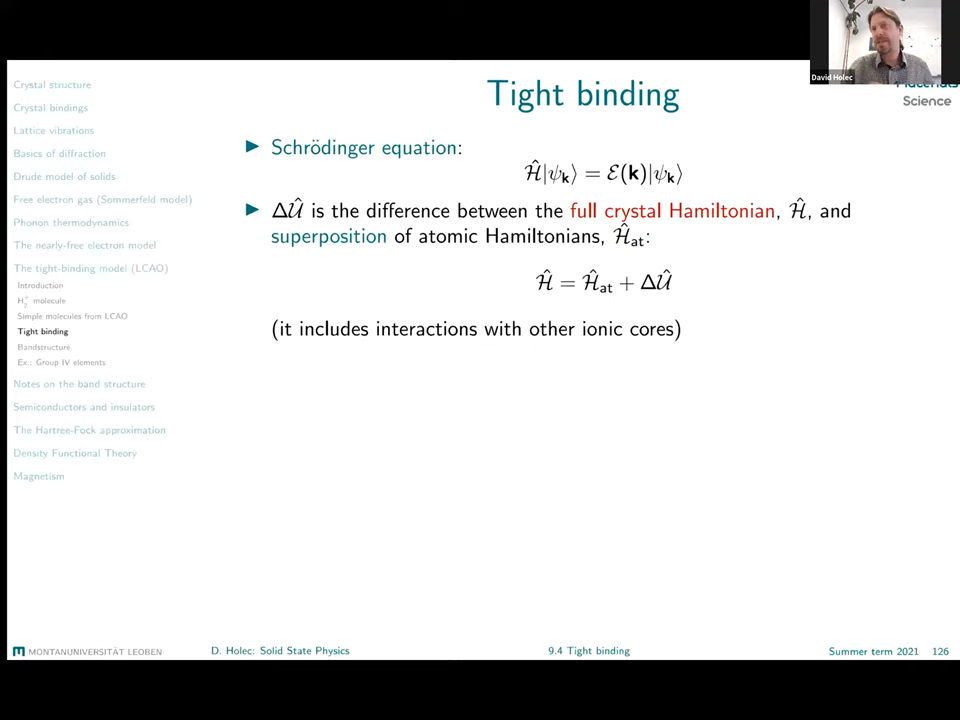 David Holec
Materials
Science
Crystal structure
Crystal bindings
Lattice vibrations
Basics of diffraction
Drude model of solids
Free electron gas (Sommerfeld model)
Phonon thermodynamics
The nearly-free electron model
The tight-binding model (LCAO)
Introduction
H₂⁺ molecule
Simple molecules from LCAO
Tight binding
Bandstructure
Ex.: Group IV elements
Notes on the band structure
Semiconductors and insulators
The Hartree-Fock approximation
Density Functional Theory
Magnetism
Tight binding
▶ Schrödinger equation:
Ĥ|ψₖ⟩ = ℰ(k)|ψₖ⟩
▶ ΔÛ is the difference between the full crystal Hamiltonian, Ĥ, and
superposition of atomic Hamiltonians, Ĥat:
Ĥ = Ĥat + ΔÛ
(it includes interactions with other ionic cores)
MONTANUNIVERSITÄT LEOBEN
D. Holec: Solid State Physics
9.4 Tight binding
Summer term 2021 126